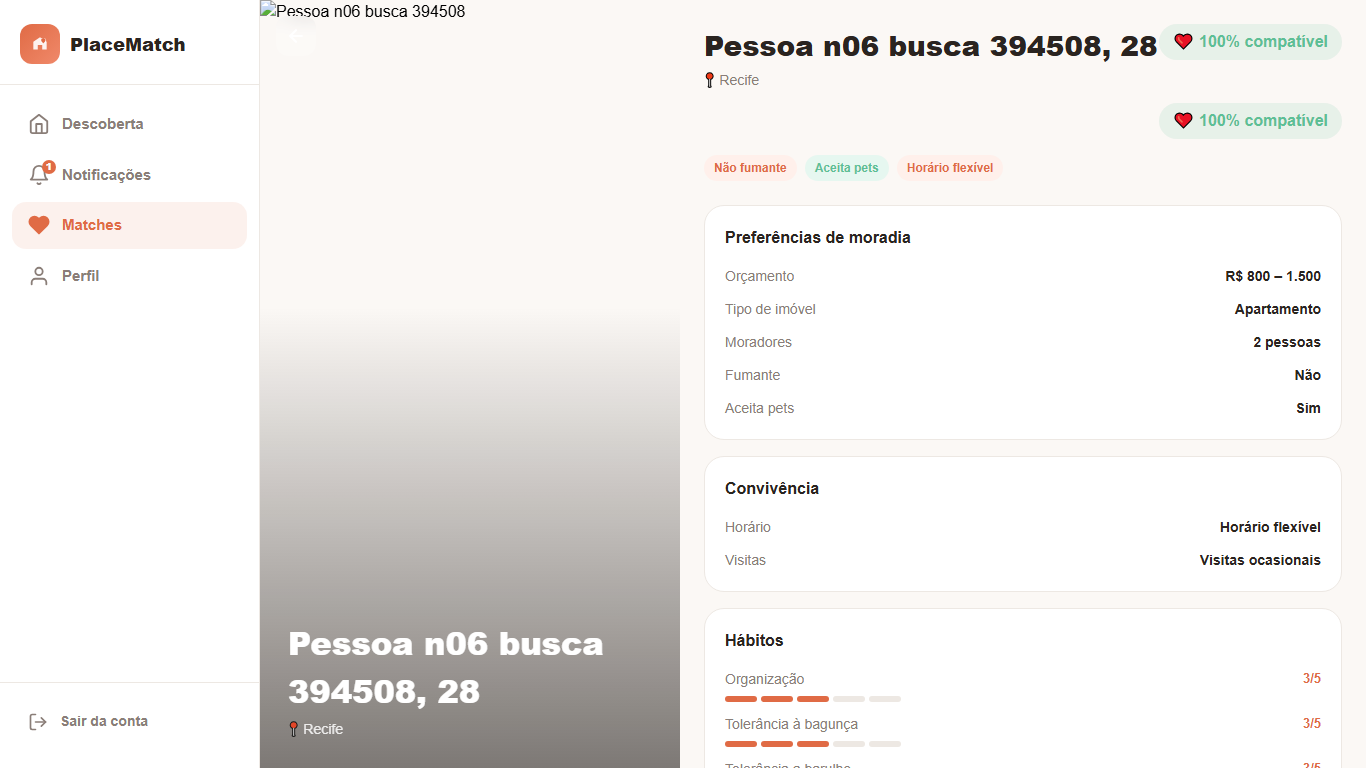 PlaceMatch
Descoberta
1
Notificações
Matches
Perfil
Sair da conta
Pessoa n06 busca 394508
Pessoa n06 busca
394508, 28
Recife
Pessoa n06 busca 394508, 28
100% compatível
Recife
100% compatível
Não fumante
Aceita pets
Horário flexível
Preferências de moradia
Orçamento R$ 800 – 1.500
Tipo de imóvel Apartamento
Moradores 2 pessoas
Fumante Não
Aceita pets Sim
Convivência
Horário Horário flexível
Visitas Visitas ocasionais
Hábitos
Organização 3/5
Tolerância à bagunça 3/5